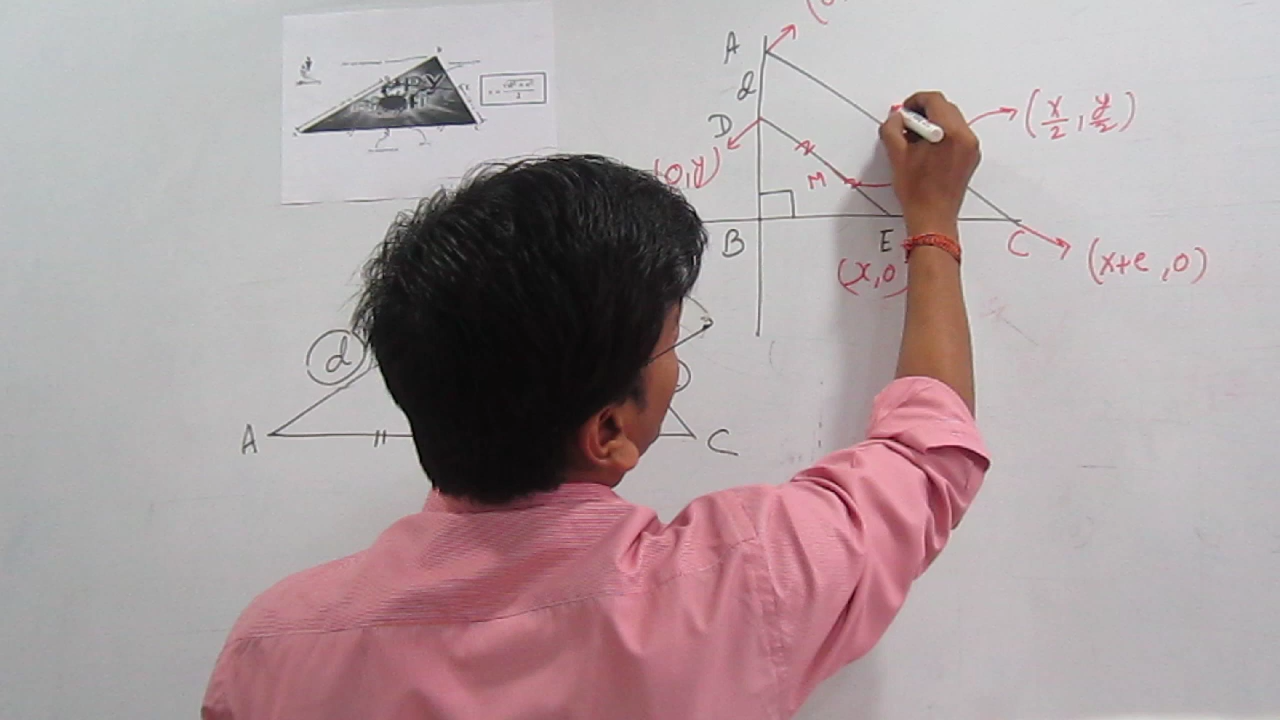 A
d
D
(x/2, y/2)
0, y)
M
B
E
C
(x, 0
(x+e, 0)
d
A
C